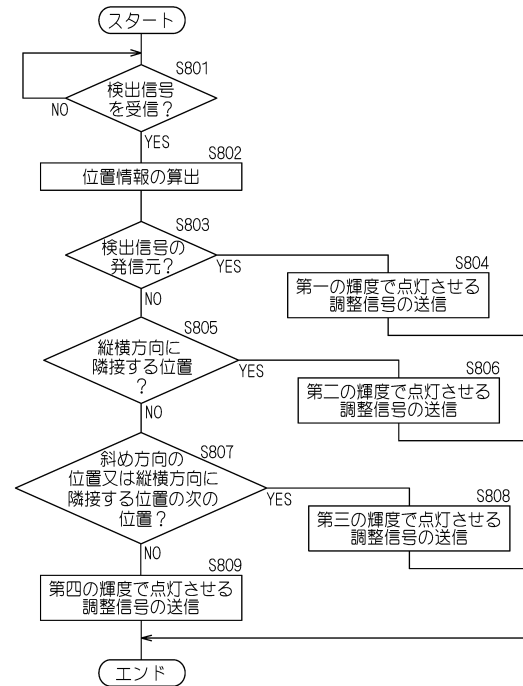 スタート
S801
検出信号
を受信？
NO
YES
S802
位置情報の算出
S803
検出信号の
発信元？
YES
NO
S804
第一の輝度で点灯させる
調整信号の送信
S805
縦横方向に
隣接する位置
？
YES
NO
S806
第二の輝度で点灯させる
調整信号の送信
S807
斜め方向の
位置又は縦横方向に
隣接する位置の次の
位置？
YES
NO
S808
第三の輝度で点灯させる
調整信号の送信
S809
第四の輝度で点灯させる
調整信号の送信
エンド